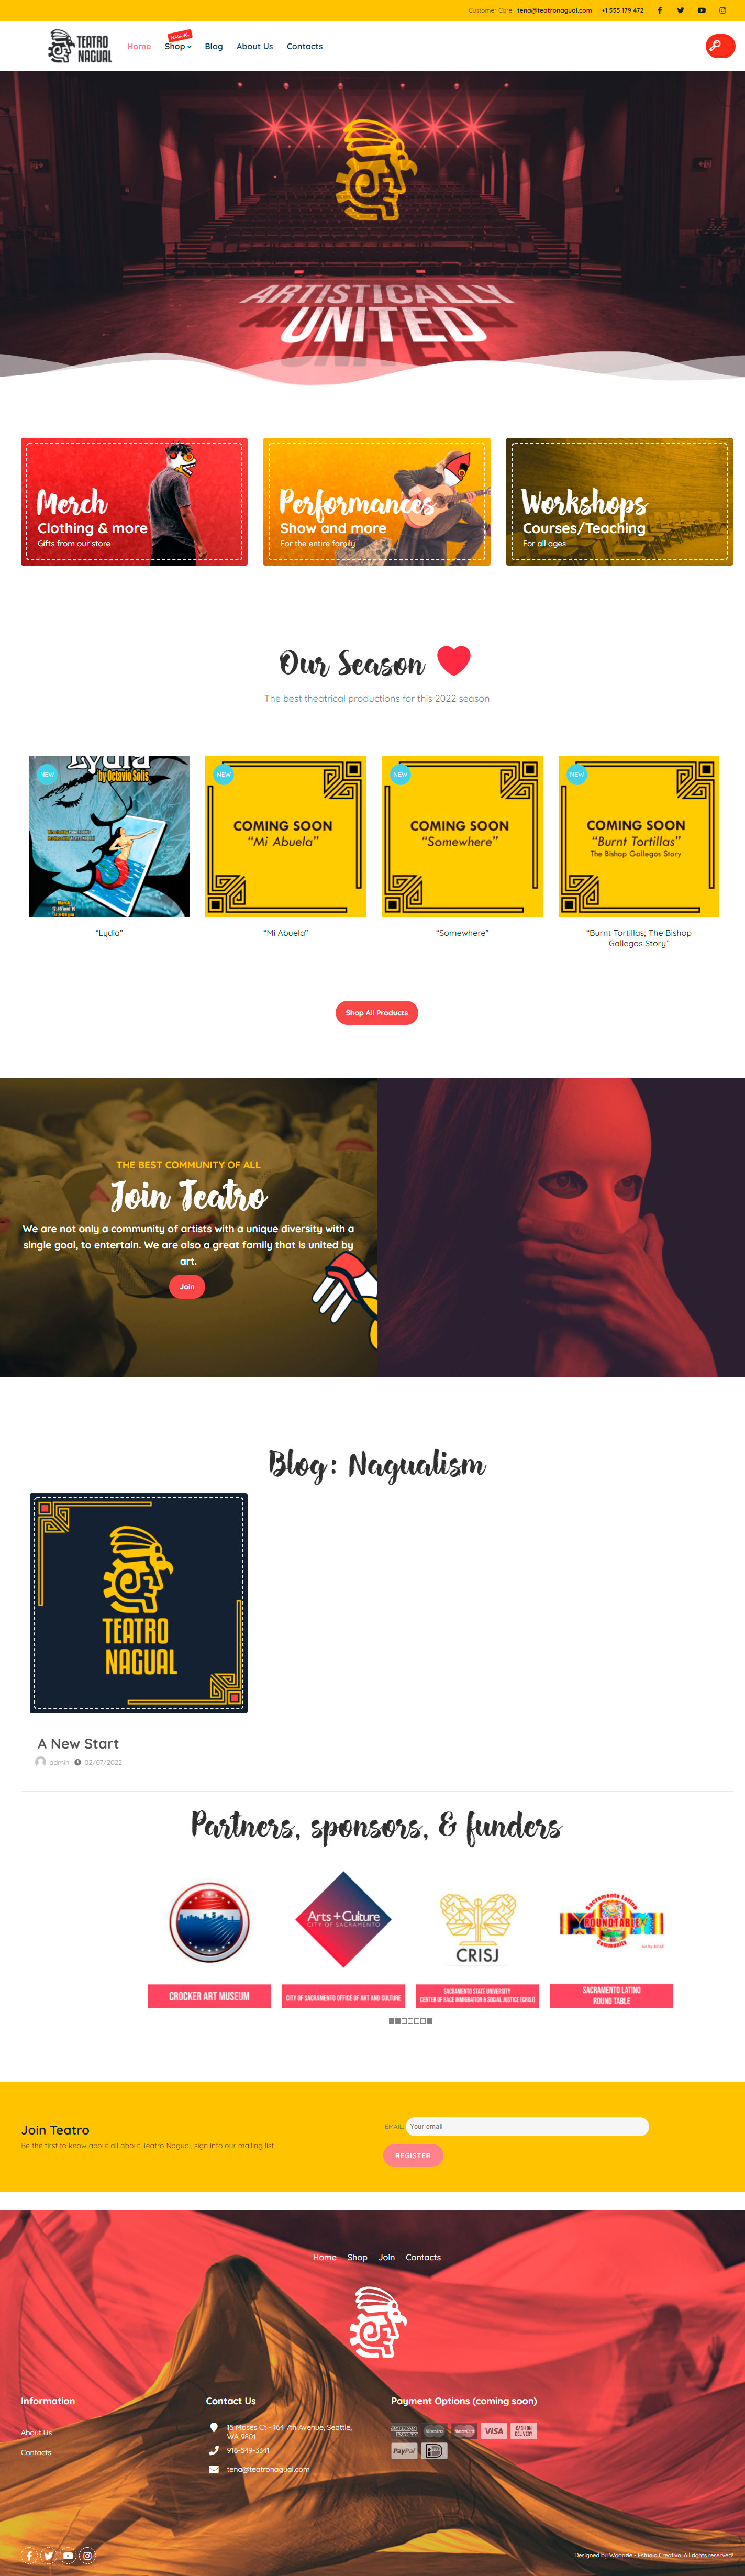 Customer Care: tena@teatronagual.com +1 555 179 472
TEATRO
NAGUAL
NAGUAL
Home Shop Blog About Us Contacts
ARTISTICALLY
UNITED
Merch
Clothing & more
Gifts from our store
Performances
Show and more
For the entire family
Workshops
Courses/Teaching
For all ages
Our Season
The best theatrical productions for this 2022 season
NEW
Lydia
by Octavio Solis
March
NEW
COMING SOON
“Mi Abuela”
NEW
COMING SOON
“Somewhere”
NEW
COMING SOON
“Burnt Tortillas”
The Bishop Gallegos Story
“Lydia”
“Mi Abuela”
“Somewhere”
“Burnt Tortillas; The Bishop
Gallegos Story”
Shop All Products
THE BEST COMMUNITY OF ALL
Join Teatro
We are not only a community of artists with a unique diversity with a
single goal, to entertain. We are also a great family that is united by
art.
Join
Blog: Nagualism
TEATRO
NAGUAL
A New Start
admin 02/07/2022
Partners, sponsors, & funders
Arts+Culture
CITY OF SACRAMENTO
CRISJ
Sacramento Latino
ROUNDTABLE
Community
CROCKER ART MUSEUM
CITY OF SACRAMENTO OFFICE OF ART AND CULTURE
SACRAMENTO STATE UNIVERSITY
CENTER OF RACE IMMIGRATION & SOCIAL JUSTICE (CRISJ)
SACRAMENTO LATINO
ROUND TABLE
Join Teatro
Be the first to know about all about Teatro Nagual, sign into our mailing list
EMAIL: Your email
REGISTER
Home Shop Join Contacts
Information
About Us
Contacts
Contact Us
15 Moses Ct - 164 7th Avenue, Seattle,
WA 9801
916-549-3341
tena@teatronagual.com
Payment Options (coming soon)
AMERICAN EXPRESS Maestro MasterCard VISA CASH ON DELIVERY
PayPal iD
Designed by Woopzie - Estudio Creativo. All rights reserved!